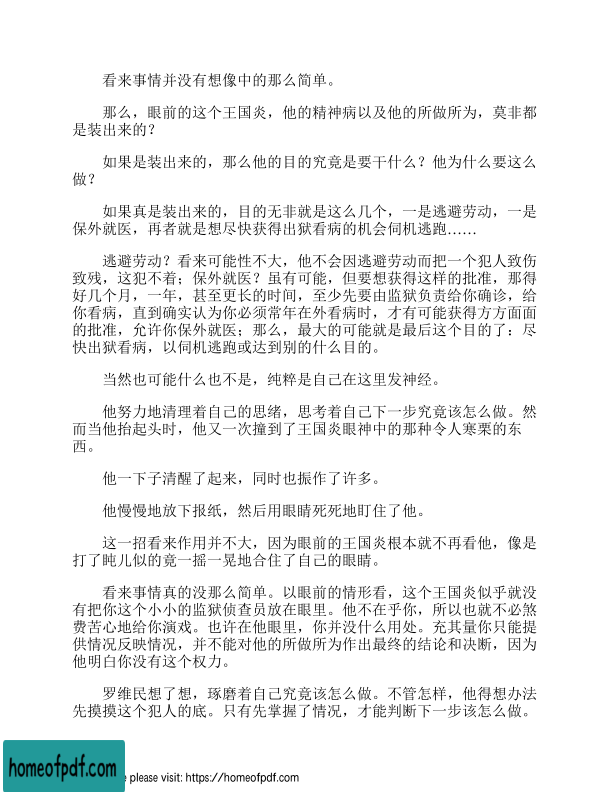 看来事情并没有想像中的那么简单。
那么，眼前的这个王国炎，他的精神病以及他的所做所为，莫非都
是装出来的？
如果是装出来的，那么他的目的究竟是要干什么？他为什么要这么
做？
如果真是装出来的，目的无非就是这么几个，一是逃避劳动，一是
保外就医，再者就是想尽快获得出狱看病的机会伺机逃跑……
逃避劳动？看来可能性不大，他不会因逃避劳动而把一个犯人致伤
致残，这犯不着；保外就医？虽有可能，但要想获得这样的批准，那得
好几个月，一年，甚至更长的时间，至少先要由监狱负责给你确诊，给
你看病，直到确实认为你必须常年在外看病时，才有可能获得方方面面
的批准，允许你保外就医；那么，最大的可能就是最后这个目的了：尽
快出狱看病，以伺机逃跑或达到别的什么目的。
当然也可能什么也不是，纯粹是自己在这里发神经。
他努力地清理着自己的思绪，思考着自己下一步究竟该怎么做。然
而当他抬起头时，他又一次撞到了王国炎眼神中的那种令人寒栗的东
西。
他一下子清醒了起来，同时也振作了许多。
他慢慢地放下报纸，然后用眼睛死死地盯住了他。
这一招看来作用并不大，因为眼前的王国炎根本就不再看他，像是
打了盹儿似的竟一摇一晃地合住了自己的眼睛。
看来事情真的没那么简单。以眼前的情形看，这个王国炎似乎就没
有把你这个小小的监狱侦查员放在眼里。他不在乎你，所以也就不必煞
费苦心地给你演戏。也许在他眼里，你并没什么用处。充其量你只能提
供情况反映情况，并不能对他的所做所为作出最终的结论和决断，因为
他明白你没有这个权力。
罗维民想了想，琢磨着自己究竟该怎么做。不管怎样，他得想办法
先摸摸这个犯人的底。只有先掌握了情况，才能判断下一步该怎么做。
homeofpdf.com
e please visit: https://homeofpdf.com